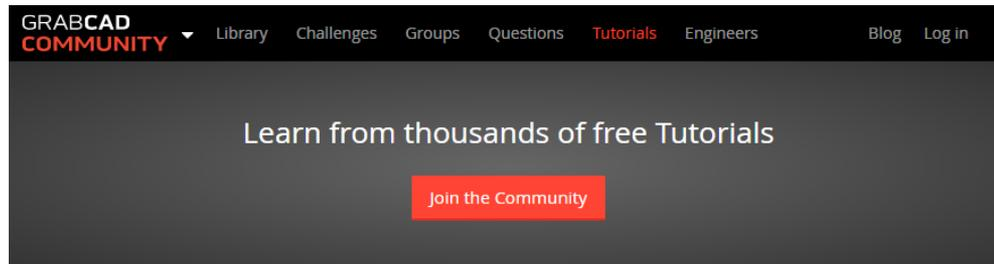 GRABCAD
COMMUNITY
Library Challenges Groups Questions Tutorials Engineers Blog Log in
Learn from thousands of free Tutorials
Join the Community